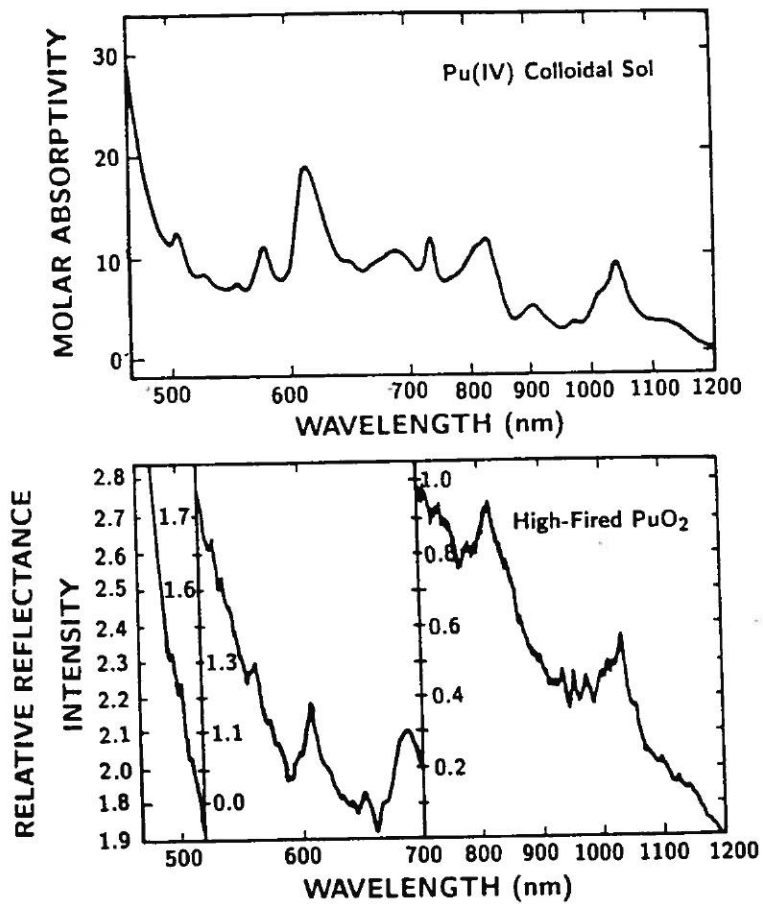 Pu(IV) Colloidal Sol
MOLAR ABSORPTIVITY
30
20
10
0
500 600 700 800 900 1000 1100 1200
WAVELENGTH (nm)
High-Fired PuO₂
RELATIVE REFLECTANCE
INTENSITY
2.8
2.7
2.6
2.5
2.4
2.3
2.2
2.1
2.0
1.8
1.9
1.7
1.6
1.3
1.1
0.0
1.0
0.8
0.6
0.4
0.2
500 600 700 800 900 1000 1100 1200
WAVELENGTH (nm)